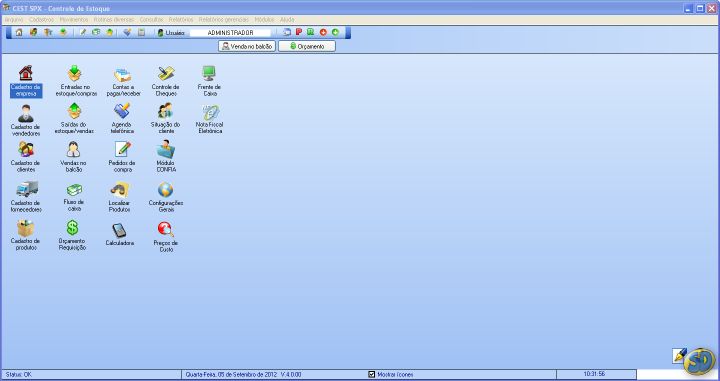 CEST SPX - Controle de Estoque
Arquivo Cadastros Movimentos Rotinas diversas Consultas Relatórios Relatórios gerenciais Módulos Ajuda
Usuário: ADMINISTRADOR
Venda no balcão Orçamento
Cadastro da empresa
Entradas no estoque/compras
Contas a pagar/receber
Controle de Cheques
Frente de Caixa
Cadastro de vendedores
Saídas do estoque/vendas
Agenda telefônica
Situação do cliente
Nota Fiscal Eletrônica
Cadastro de clientes
Vendas no balcão
Pedidos de compra
Módulo CONFIA
Cadastro de fornecedores
Fluxo de caixa
Localizar Produtos
Configurações Gerais
Cadastro de produtos
Orçamento Requisição
Calculadora
Preços de Custo
SD
Status: OK Quarta-Feira, 05 de Setembro de 2012 V.4.0.00 Mostrar ícones 10:31:56